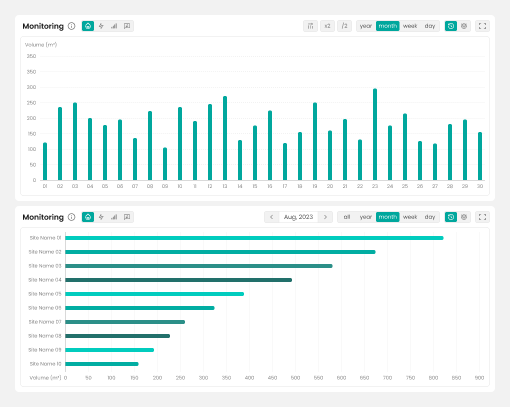 Monitoring
x2 /2 year month week day
Volume (m³)
350
350
300
250
200
150
100
50
0
01 02 03 04 05 06 07 08 09 10 11 12 13 14 15 16 17 18 19 20 21 22 23 24 25 26 27 28 29 30
Monitoring
Aug, 2023
all year month week day
Site Name 01
Site Name 02
Site Name 03
Site Name 04
Site Name 05
Site Name 06
Site Name 07
Site Name 08
Site Name 09
Site Name 10
Volume (m³) 0 50 100 150 200 250 300 350 400 450 500 550 600 650 700 750 800 850 900